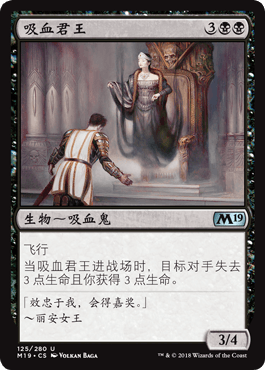 吸血君王 3
生物～吸血鬼 M19
飞行
当吸血君王进战场时，目标对手失去
3 点生命且你获得 3 点生命。
「效忠于我，会得嘉奖。」
～丽安女王
3/4
125/280 U
M19 • CS VOLKAN BAGA
™ & © 2018 Wizards of the Coast